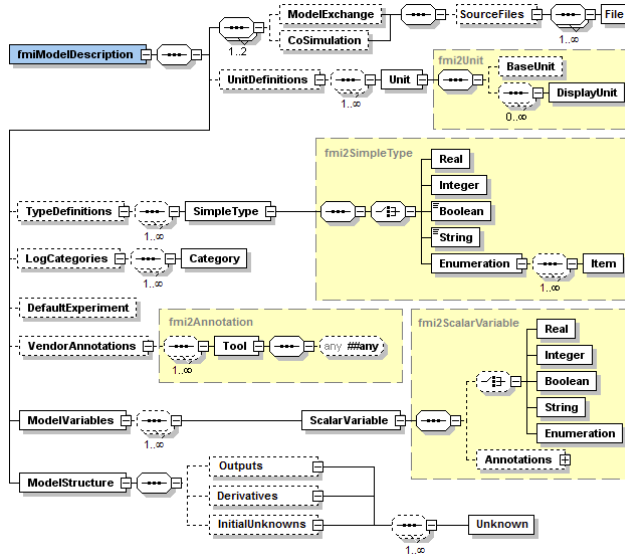 ModelExchange
SourceFiles
File
CoSimulation
1..2
1..∞
fmiModelDescription
fmi2Unit
UnitDefinitions
Unit
BaseUnit
1..∞
DisplayUnit
0..∞
fmi2SimpleType
Real
Integer
TypeDefinitions
SimpleType
Boolean
1..∞
String
LogCategories
Category
Enumeration
Item
1..∞
1..∞
DefaultExperiment
fmi2Annotation
fmi2ScalarVariable
Real
VendorAnnotations
Tool
any ##any
Integer
1..∞
Boolean
String
ModelVariables
ScalarVariable
Enumeration
1..∞
Annotations
Outputs
ModelStructure
Derivatives
InitialUnknowns
Unknown
1..∞